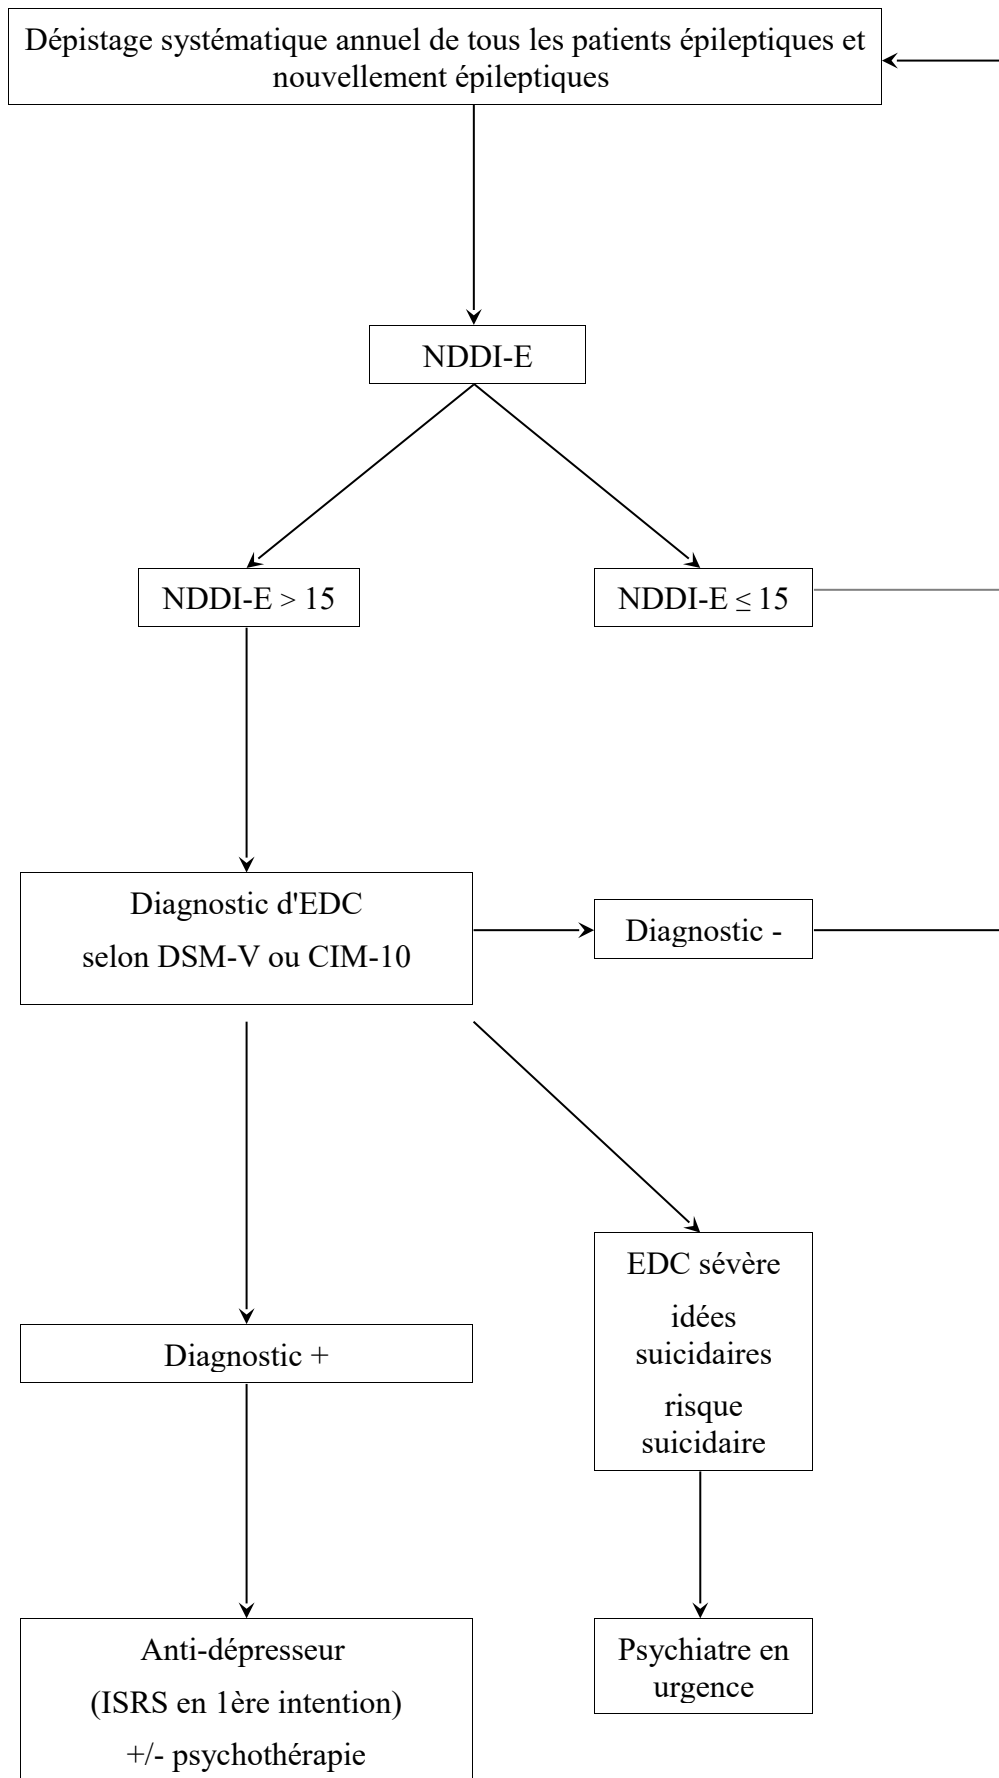 Dépistage systématique annuel de tous les patients épileptiques et
nouvellement épileptiques
NDDI-E
NDDI-E > 15
NDDI-E ≤ 15
Diagnostic d'EDC
selon DSM-V ou CIM-10
Diagnostic -
EDC sévère
idées
suicidaires
risque
suicidaire
Diagnostic +
Anti-dépresseur
(ISRS en 1ère intention)
+/- psychothérapie
Psychiatre en
urgence